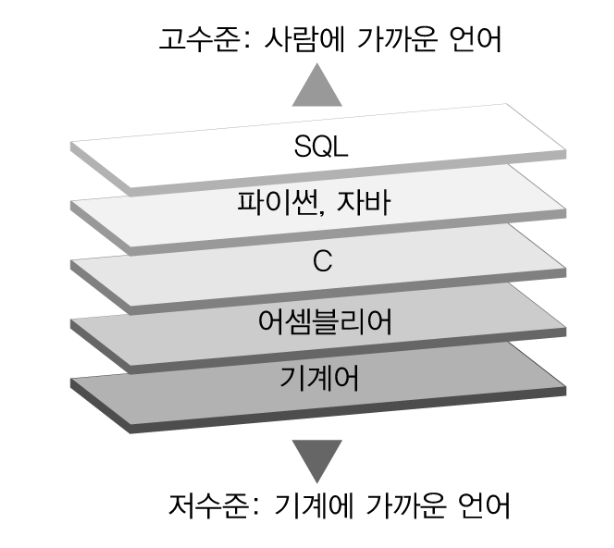 고수준: 사람에 가까운 언어
SQL
파이썬, 자바
C
어셈블리어
기계어
저수준: 기계에 가까운 언어